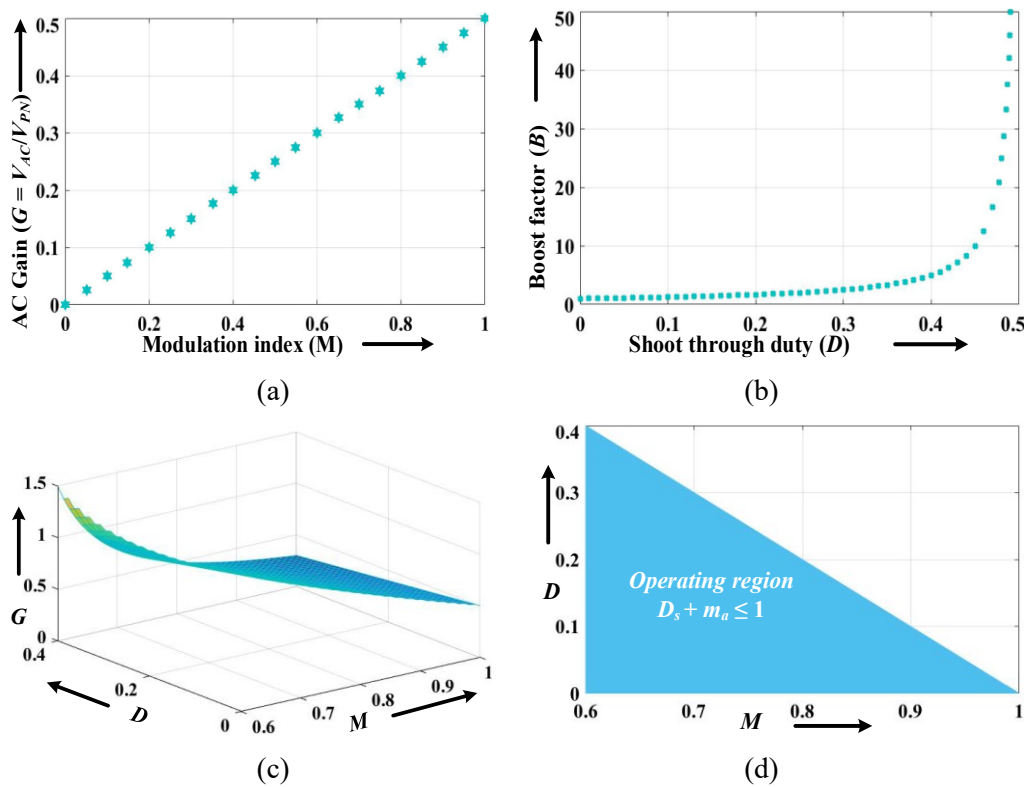 AC Gain (G = V_AC/V_PN)
0.5
0.4
0.3
0.2
0.1
0
0 0.2 0.4 0.6 0.8 1
Modulation index (M)
(a)
Boost factor (B)
50
40
30
20
10
0
0 0.1 0.2 0.3 0.4 0.5
Shoot through duty (D)
(b)
1.5
1
0.5
0
G
0.4
0.2
0
D
0.6
0.7
0.8
0.9
1
M
(c)
0.4
0.3
0.2
0.1
0
D
Operating region
D_s + m_a ≤ 1
0.6 0.7 0.8 0.9 1
M
(d)